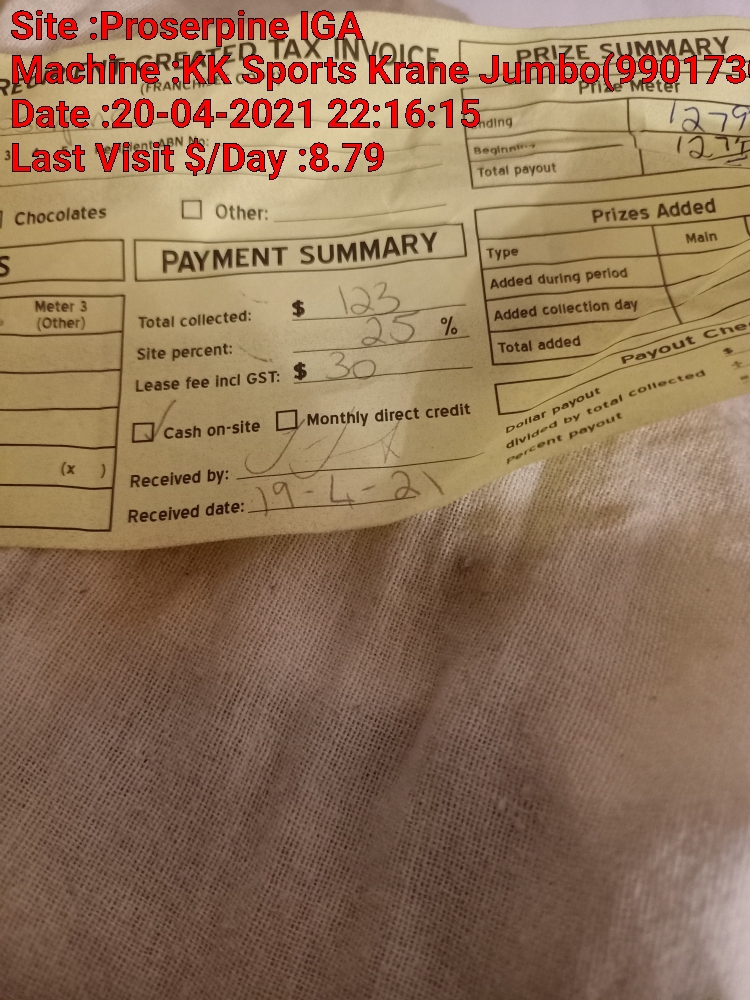 Site :Proserpine IGA
Machine :KK Sports Krane Jumbo(9901730
Date :20-04-2021 22:16:15
Last Visit $/Day :8.79
CREATED TAX INVOICE
PRIZE SUMMARY
Prize Meter
nding 1279
Beginning
Total payout
Chocolates
Other:
Prizes Added
Type Main
Added during period
Added collection day
Total added
S
Meter 3
(Other)
(x )
PAYMENT SUMMARY
Total collected: $ 123
Site percent: 25 %
Lease fee incl GST: $ 30
Cash on-site Monthly direct credit
Received by:
Received date: 19-4-21
Payout Che
Dollar payout $
divided by total collected
percent payout